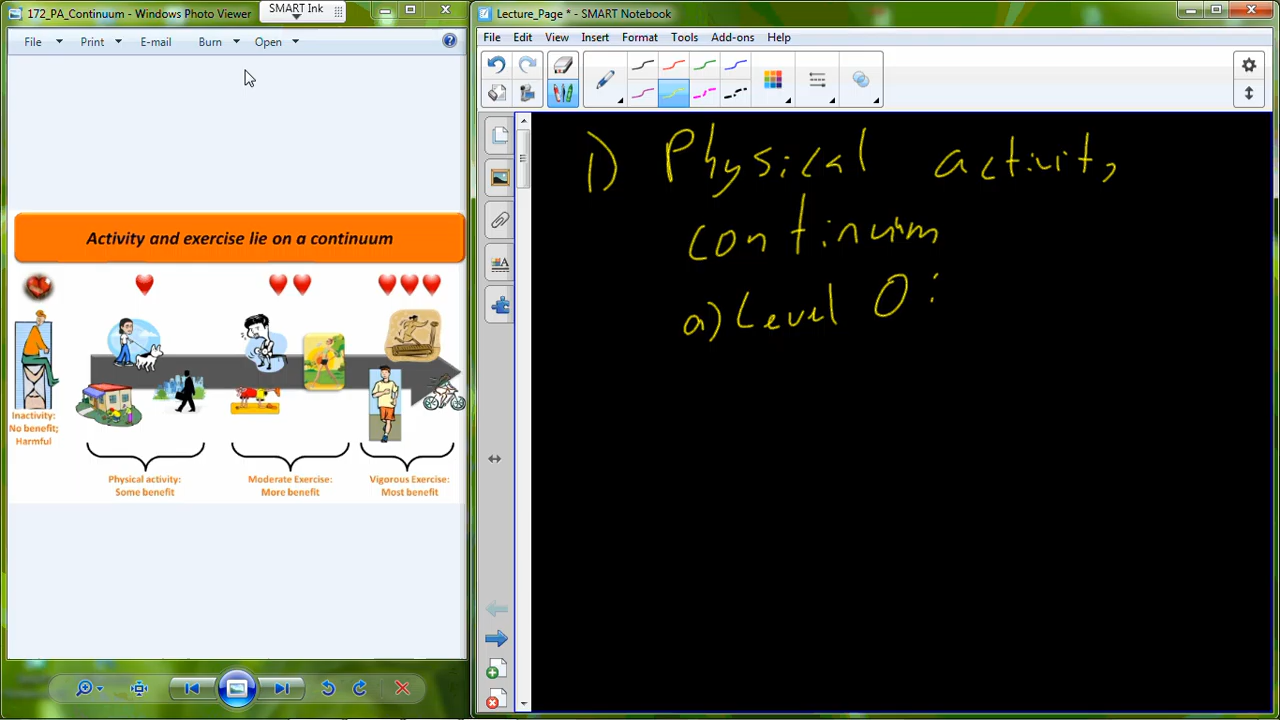 172_PA_Continuum - Windows Photo Viewer
SMART Ink
File Print E-mail Burn Open
Activity and exercise lie on a continuum
Inactivity:
No benefit;
Harmful
Physical activity:
Some benefit
Moderate Exercise:
More benefit
Vigorous Exercise:
Most benefit
Lecture_Page * - SMART Notebook
File Edit View Insert Format Tools Add-ons Help
1) Physical activity
continuum
a) Level 0: